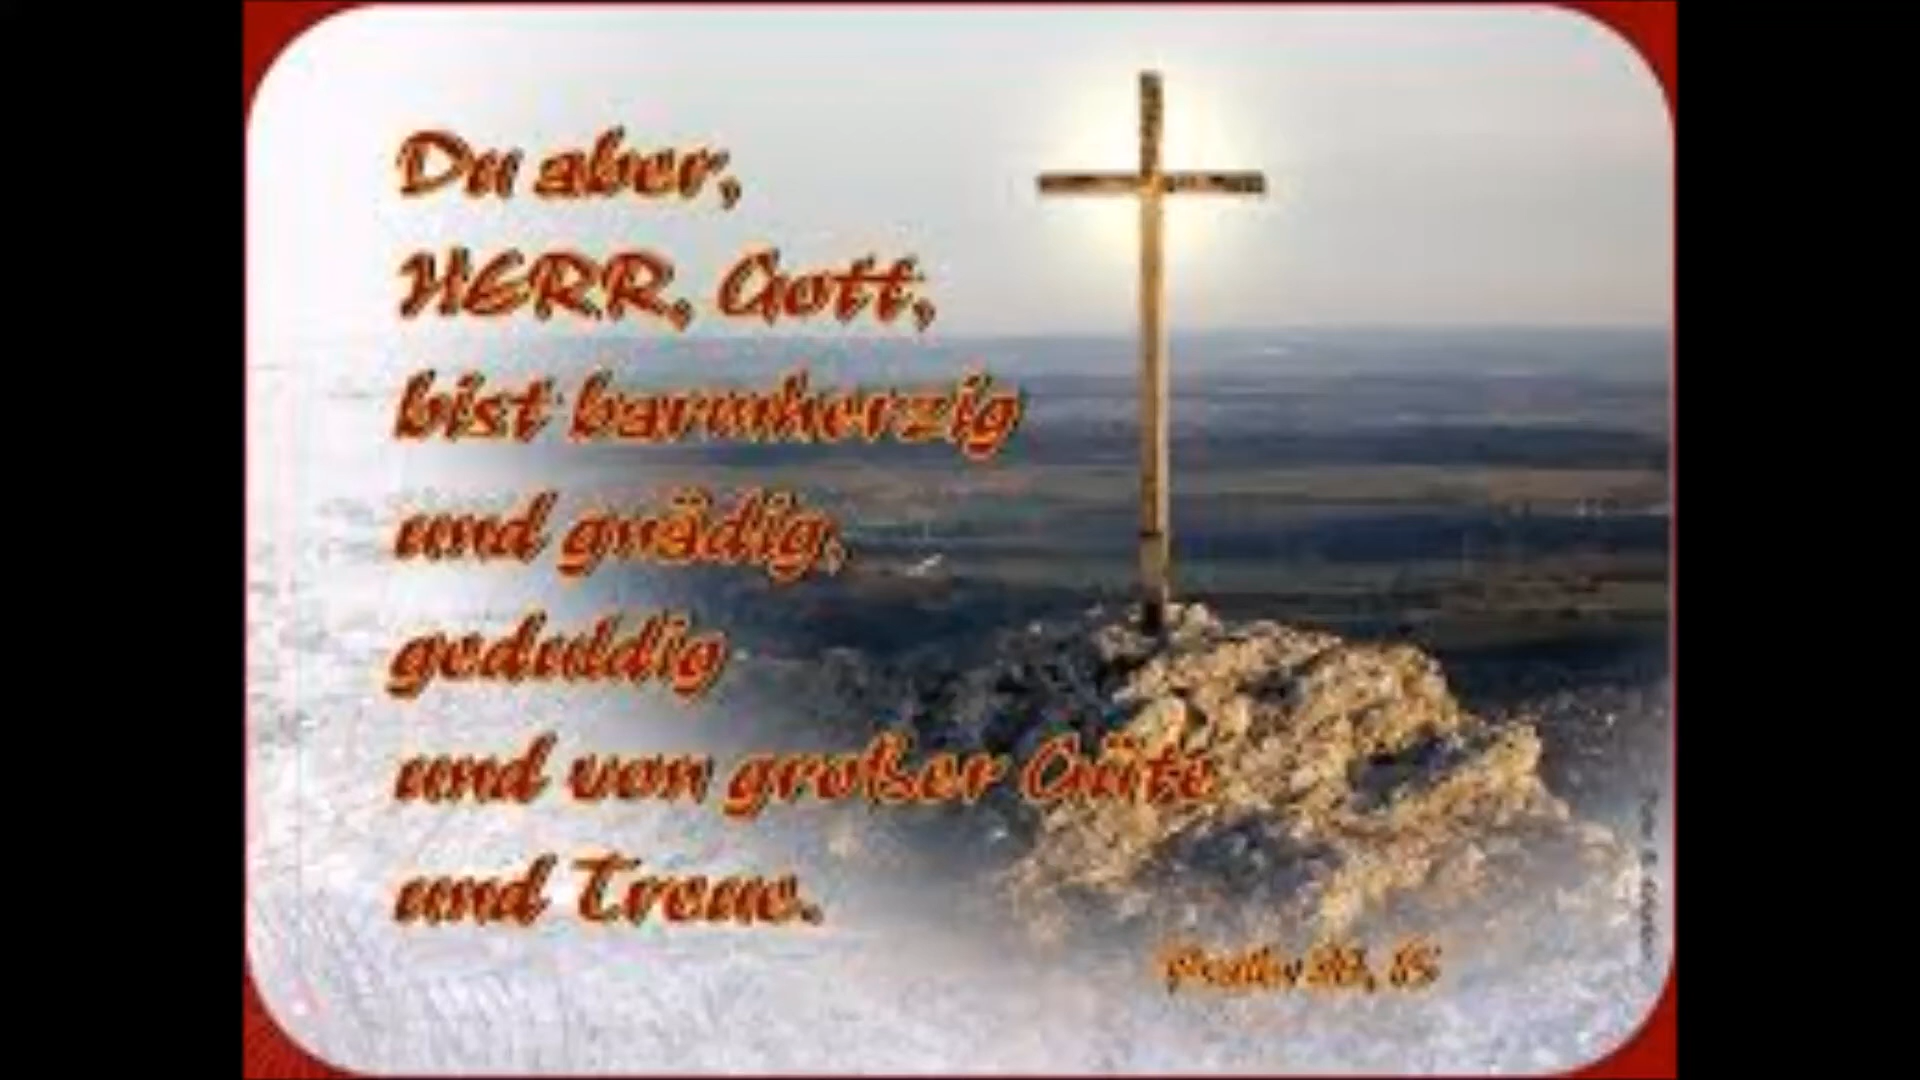 Du aber,
HERR, Gott,
bist barmherzig
und gnädig,
geduldig
und von großer Güte
und Treue.
Psalm 86, 15